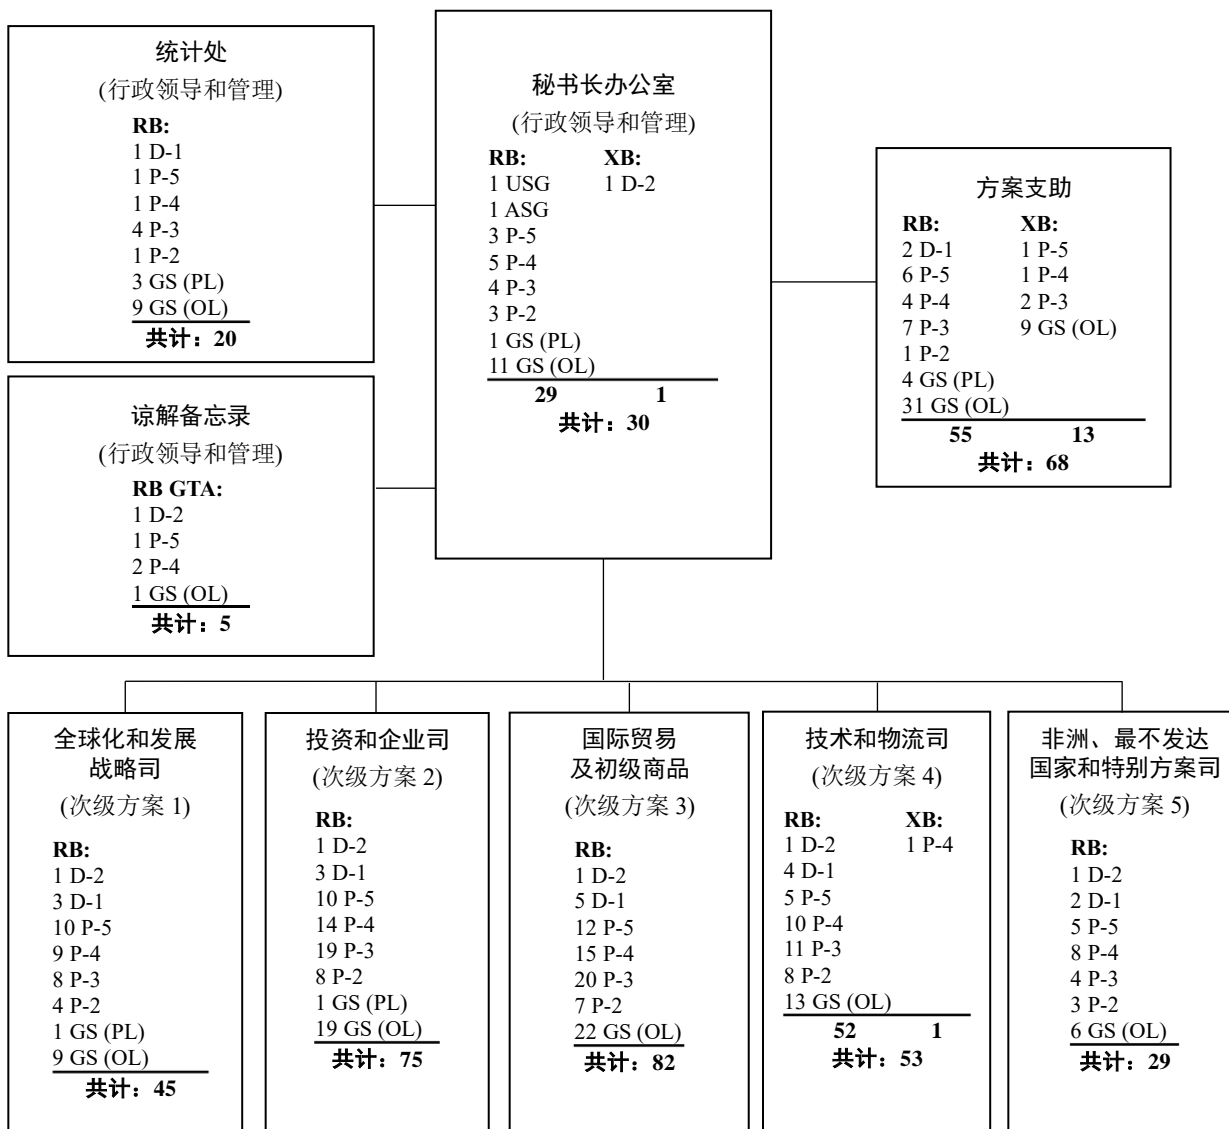 统计处
(行政领导和管理)
RB:
1 D-1
1 P-5
1 P-4
4 P-3
1 P-2
3 GS (PL)
9 GS (OL)
共计：20
秘书长办公室
(行政领导和管理)
RB: XB:
1 USG 1 D-2
1 ASG
3 P-5
5 P-4
4 P-3
3 P-2
1 GS (PL)
11 GS (OL)
29 1
共计：30
方案支助
RB: XB:
2 D-1 1 P-5
6 P-5 1 P-4
4 P-4 2 P-3
7 P-3 9 GS (OL)
1 P-2
4 GS (PL)
31 GS (OL)
55 13
共计：68
谅解备忘录
(行政领导和管理)
RB GTA:
1 D-2
1 P-5
2 P-4
1 GS (OL)
共计：5
全球化和发展
战略司
(次级方案 1)
RB:
1 D-2
3 D-1
10 P-5
9 P-4
8 P-3
4 P-2
1 GS (PL)
9 GS (OL)
共计：45
投资和企业司
(次级方案 2)
RB:
1 D-2
3 D-1
10 P-5
14 P-4
19 P-3
8 P-2
1 GS (PL)
19 GS (OL)
共计：75
国际贸易
及初级商品
(次级方案 3)
RB:
1 D-2
5 D-1
12 P-5
15 P-4
20 P-3
7 P-2
22 GS (OL)
共计：82
技术和物流司
(次级方案 4)
RB: XB:
1 D-2 1 P-4
4 D-1
5 P-5
10 P-4
11 P-3
8 P-2
13 GS (OL)
52 1
共计：53
非洲、最不发达
国家和特别方案司
(次级方案 5)
RB:
1 D-2
2 D-1
5 P-5
8 P-4
4 P-3
3 P-2
6 GS (OL)
共计：29